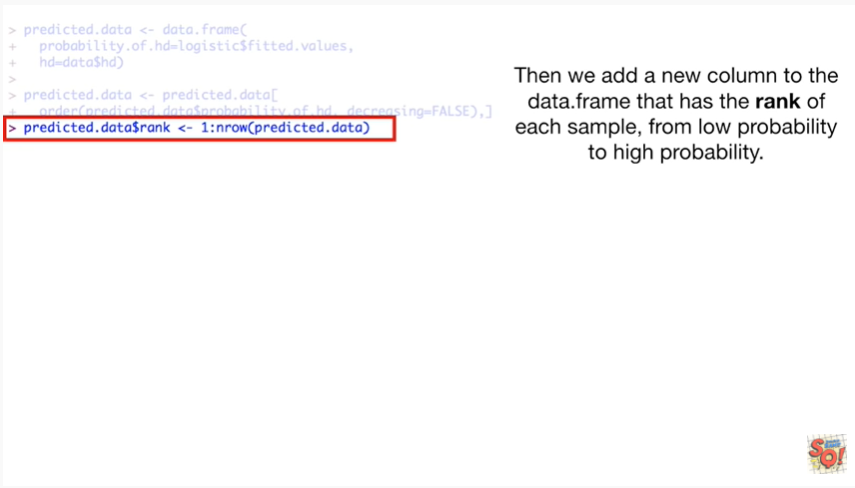 > predicted.data <- data.frame(
+   probability.of.hd=logistic$fitted.values,
+   hd=data$hd)
>
> predicted.data <- predicted.data[
+   order(predicted.data$probability.of.hd, decreasing=FALSE),]
> predicted.data$rank <- 1:nrow(predicted.data)
Then we add a new column to the
data.frame that has the rank of
each sample, from low probability
to high probability.
SQ!